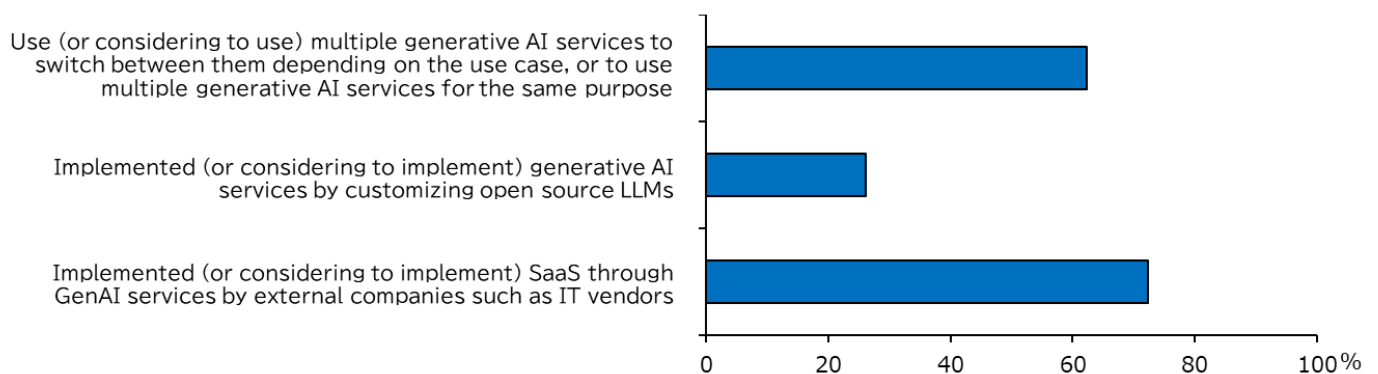 Use (or considering to use) multiple generative AI services to
switch between them depending on the use case, or to use
multiple generative AI services for the same purpose
Implemented (or considering to implement) generative AI
services by customizing open source LLMs
Implemented (or considering to implement) SaaS through
GenAI services by external companies such as IT vendors
0 20 40 60 80 100 %